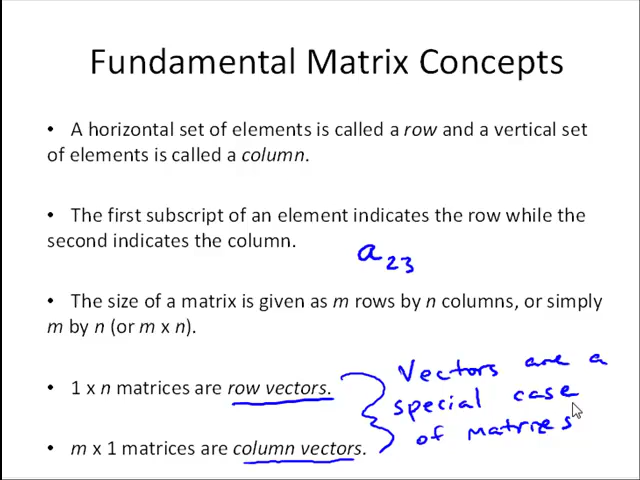 Fundamental Matrix Concepts
• A horizontal set of elements is called a row and a vertical set
of elements is called a column.
• The first subscript of an element indicates the row while the
second indicates the column.
a23
• The size of a matrix is given as m rows by n columns, or simply
m by n (or m x n).
• 1 x n matrices are row vectors.
• m x 1 matrices are column vectors.
Vectors are a
special case
of matries